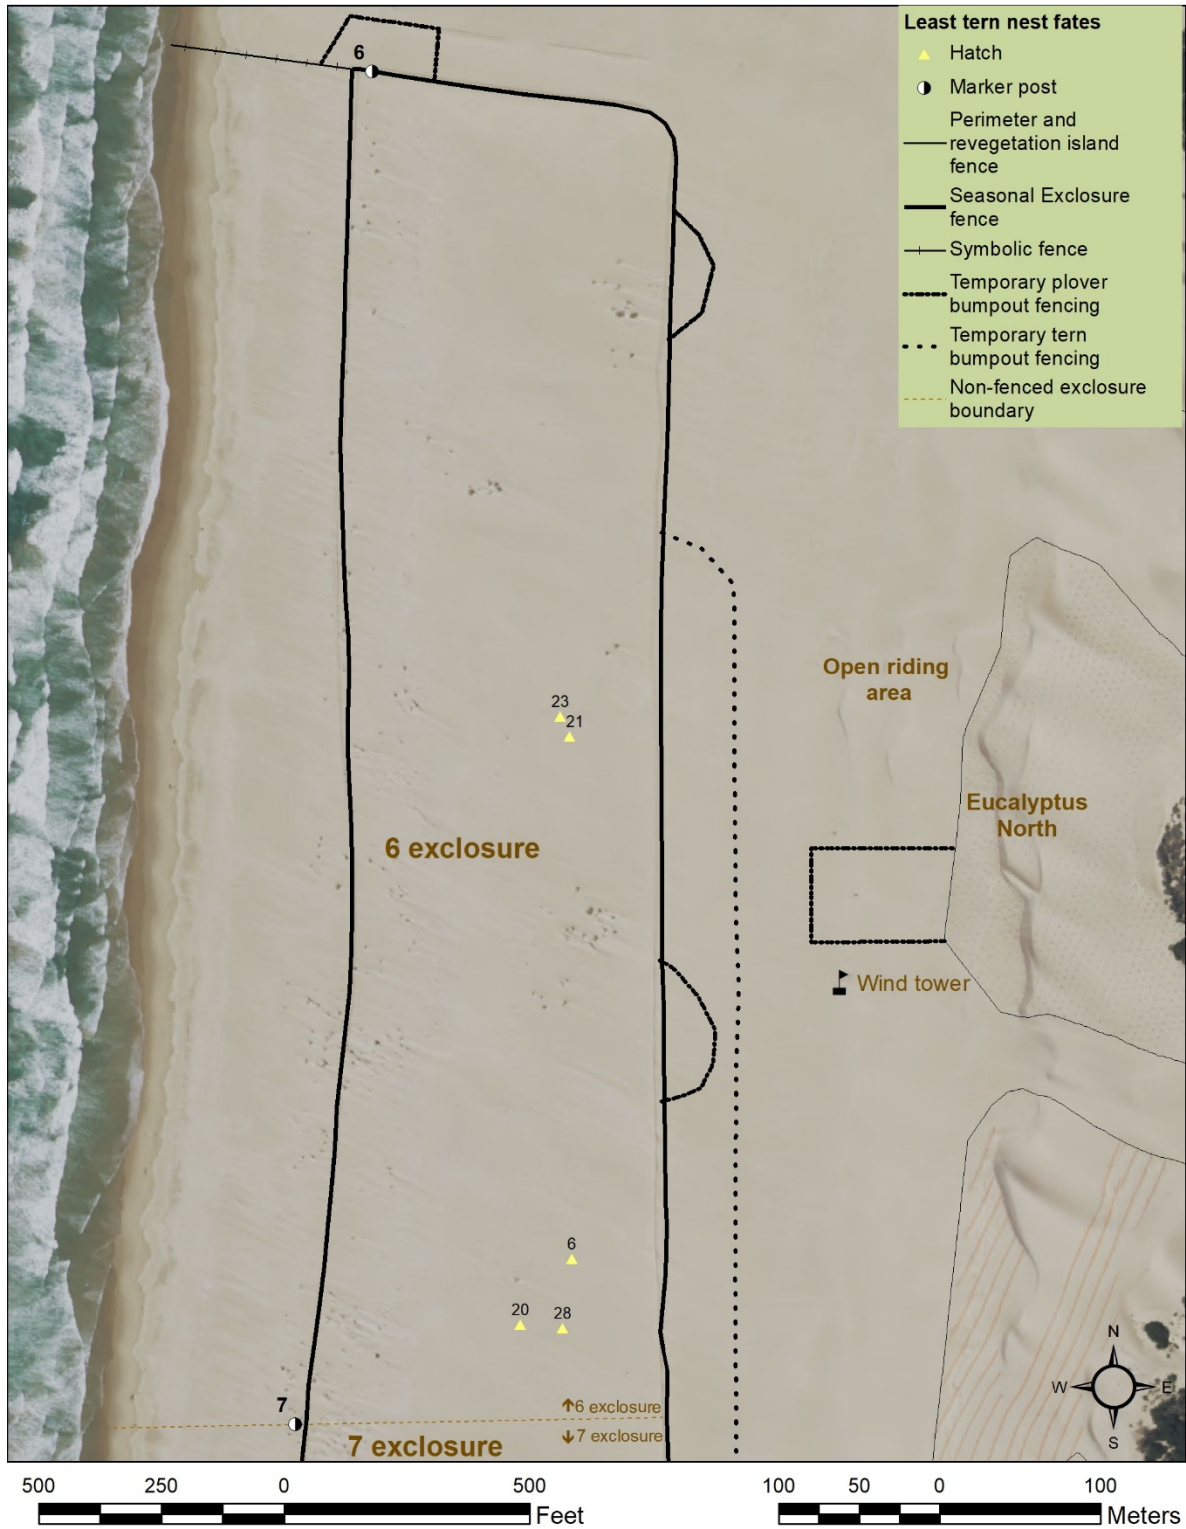 Least tern nest fates
Hatch
Marker post
Perimeter and
revegetation island
fence
Seasonal Exclosure
fence
Symbolic fence
Temporary plover
bumpout fencing
Temporary tern
bumpout fencing
Non-fenced exclosure
boundary
6
Open riding
area
23
21
Eucalyptus
North
6 exclosure
Wind tower
6
20
28
N
W
E
S
7
6 exclosure
7 exclosure
7 exclosure
500 250 0 500
Feet
100 50 0 100
Meters